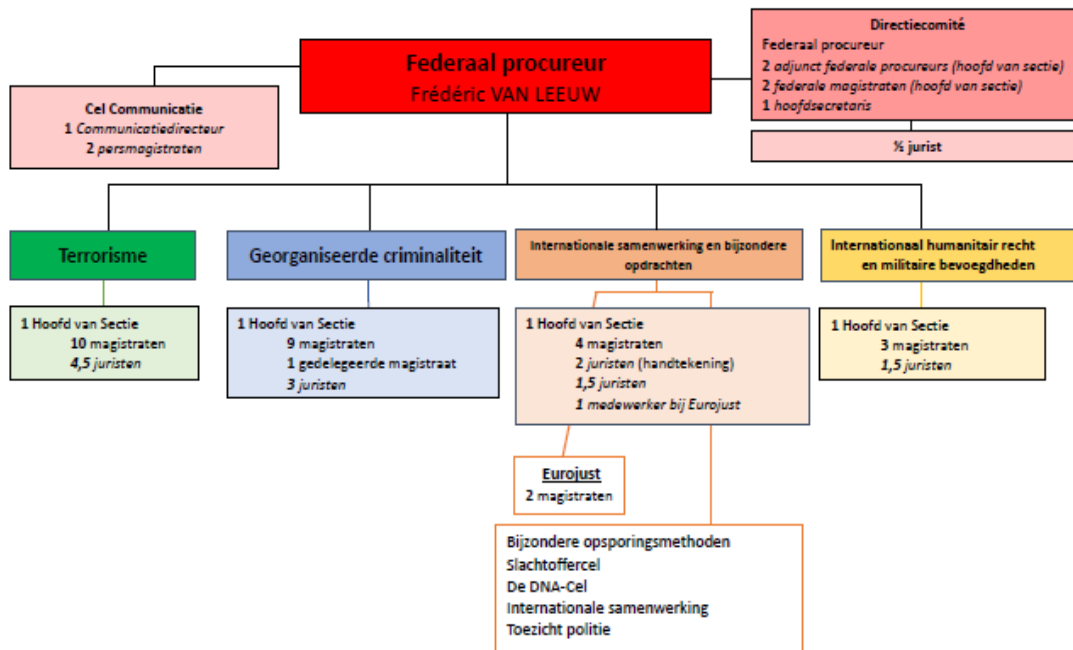 Federaal procureur
Frédéric VAN LEEUW
Directiecomité
Federaal procureur
2 adjunct federale procureurs (hoofd van sectie)
2 federale magistraten (hoofd van sectie)
1 hoofdsecretaris
½ jurist
Cel Communicatie
1 Communicatiedirecteur
2 persmagistraten
Terrorisme
1 Hoofd van Sectie
10 magistraten
4,5 juristen
Georganiseerde criminaliteit
1 Hoofd van Sectie
9 magistraten
1 gedelegeerde magistraat
3 juristen
Internationale samenwerking en bijzondere
opdrachten
1 Hoofd van Sectie
4 magistraten
2 juristen (handtekening)
1,5 juristen
1 medewerker bij Eurojust
Eurojust
2 magistraten
Bijzondere opsporingsmethoden
Slachtoffercel
De DNA-Cel
Internationale samenwerking
Toezicht politie
Internationaal humanitair recht
en militaire bevoegdheden
1 Hoofd van Sectie
3 magistraten
1,5 juristen